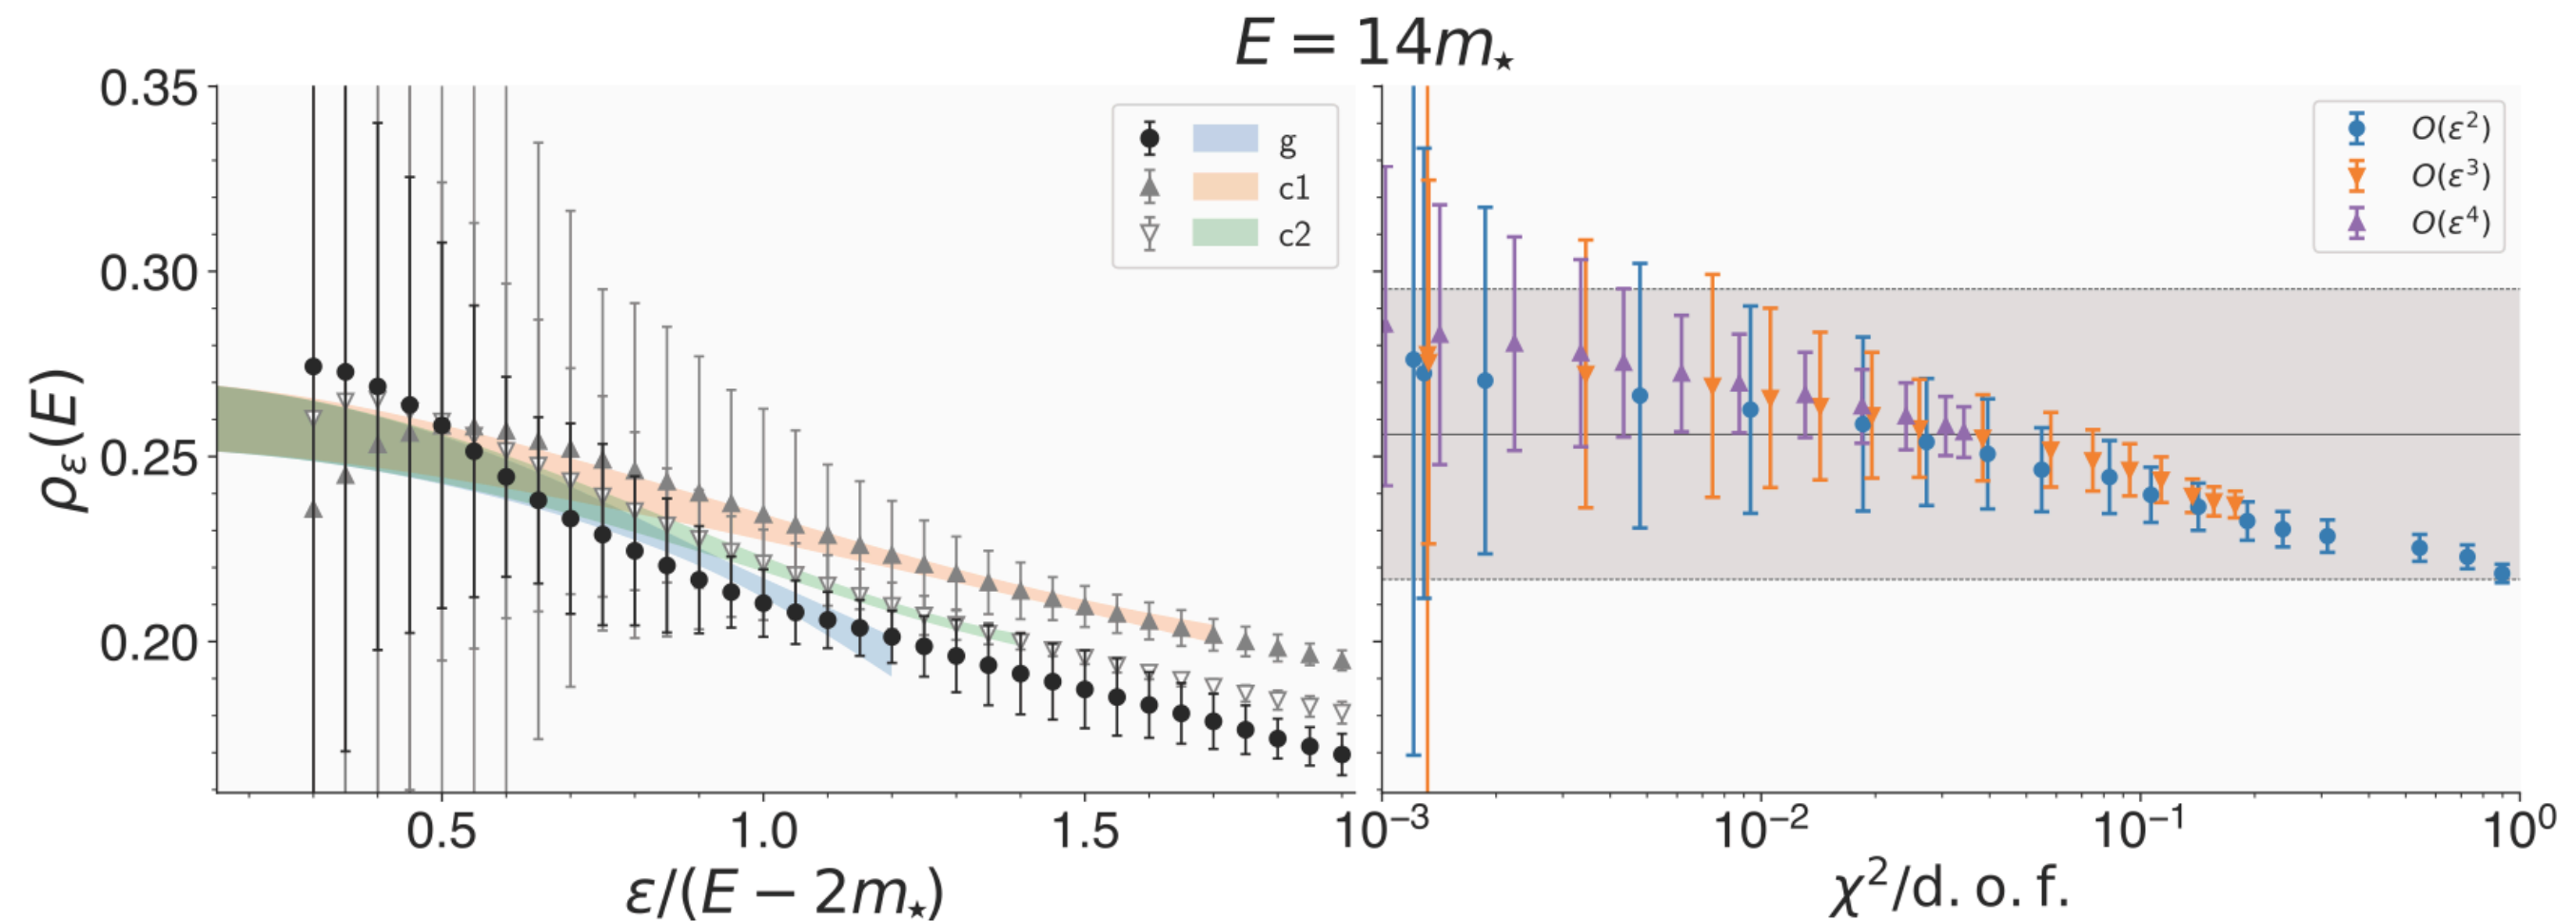 E = 14m⋆
ρε(E)
0.35
0.30
0.25
0.20
g
c1
c2
0.5 1.0 1.5
ε/(E − 2m⋆)
O(ε²)
O(ε³)
O(ε⁴)
10⁻³ 10⁻² 10⁻¹ 10⁰
χ²/d. o. f.